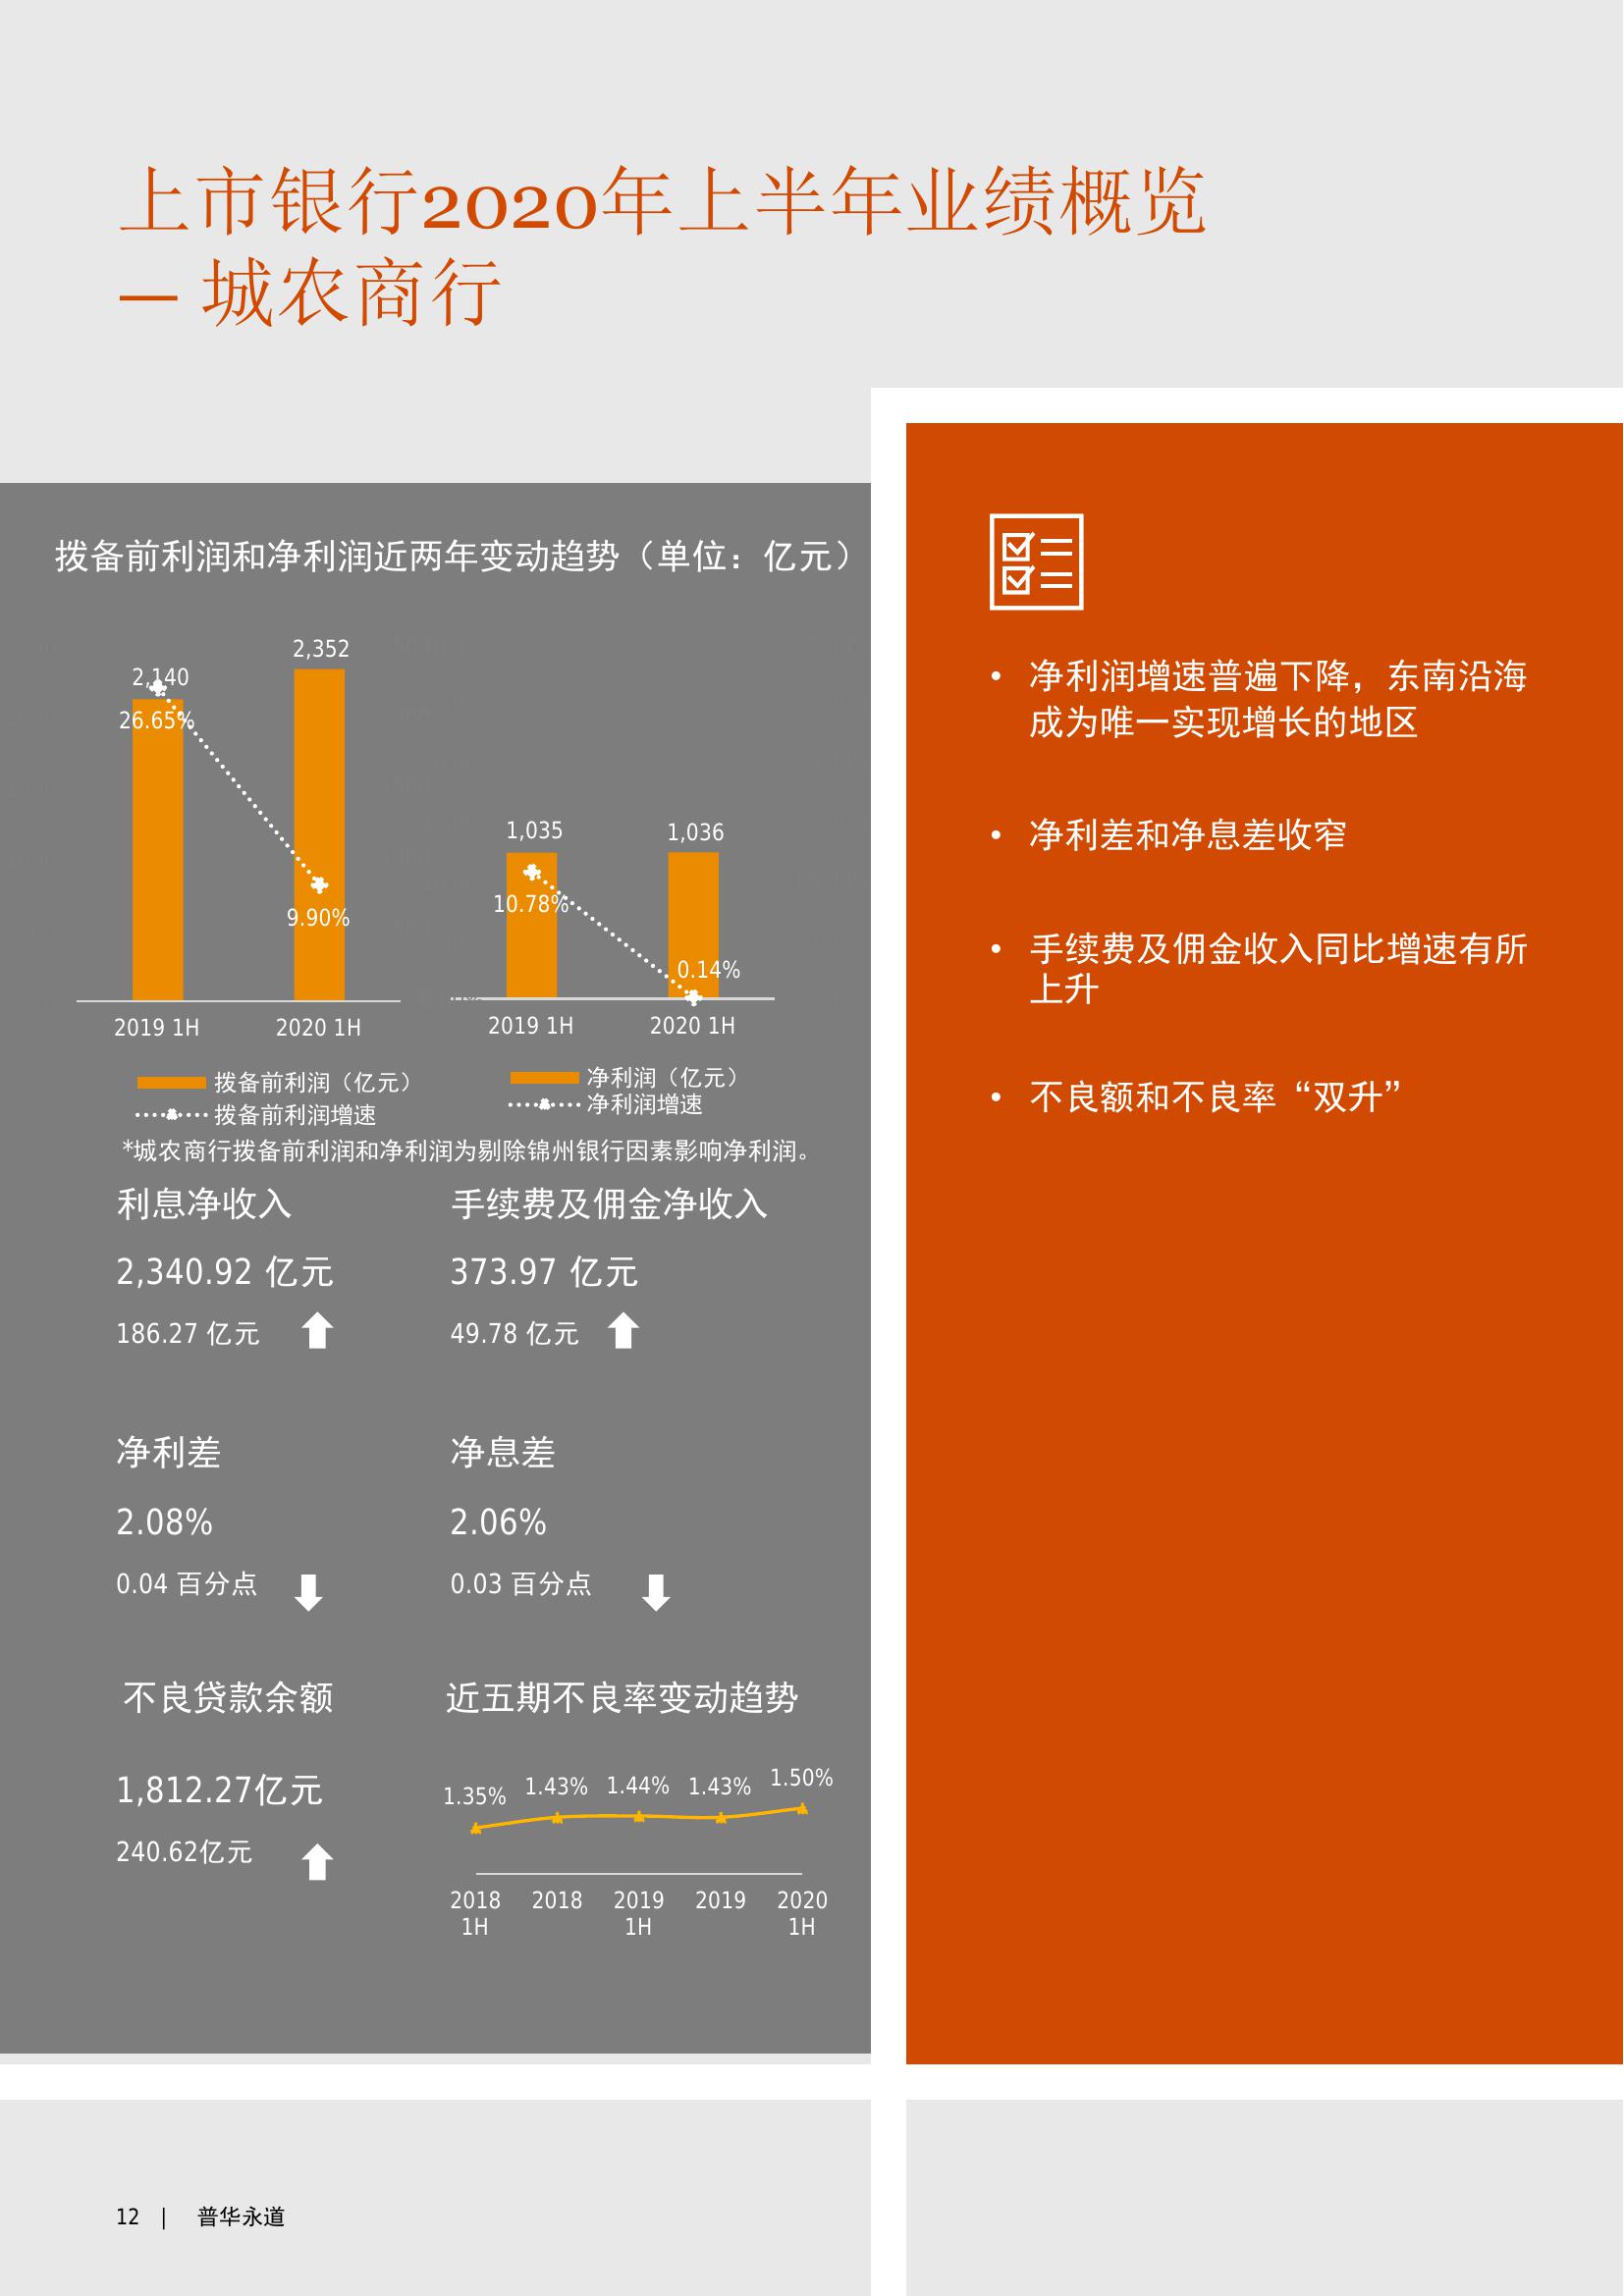 上市银行2020年上半年业绩概览
— 城农商行
拨备前利润和净利润近两年变动趋势（单位：亿元）
2,140
2,352
26.65%
9.90%
2019 1H
2020 1H
拨备前利润（亿元）
拨备前利润增速
1,035
1,036
10.78%
0.14%
2019 1H
2020 1H
净利润（亿元）
净利润增速
*城农商行拨备前利润和净利润为剔除锦州银行因素影响净利润。
利息净收入
2,340.92 亿元
186.27 亿元
手续费及佣金净收入
373.97 亿元
49.78 亿元
净利差
2.08%
0.04 百分点
净息差
2.06%
0.03 百分点
不良贷款余额
1,812.27亿元
240.62亿元
近五期不良率变动趋势
1.35% 1.43% 1.44% 1.43% 1.50%
2018 2018 2019 2019 2020
1H 1H 1H
• 净利润增速普遍下降，东南沿海
成为唯一实现增长的地区
• 净利差和净息差收窄
• 手续费及佣金收入同比增速有所
上升
• 不良额和不良率“双升”
12 | 普华永道